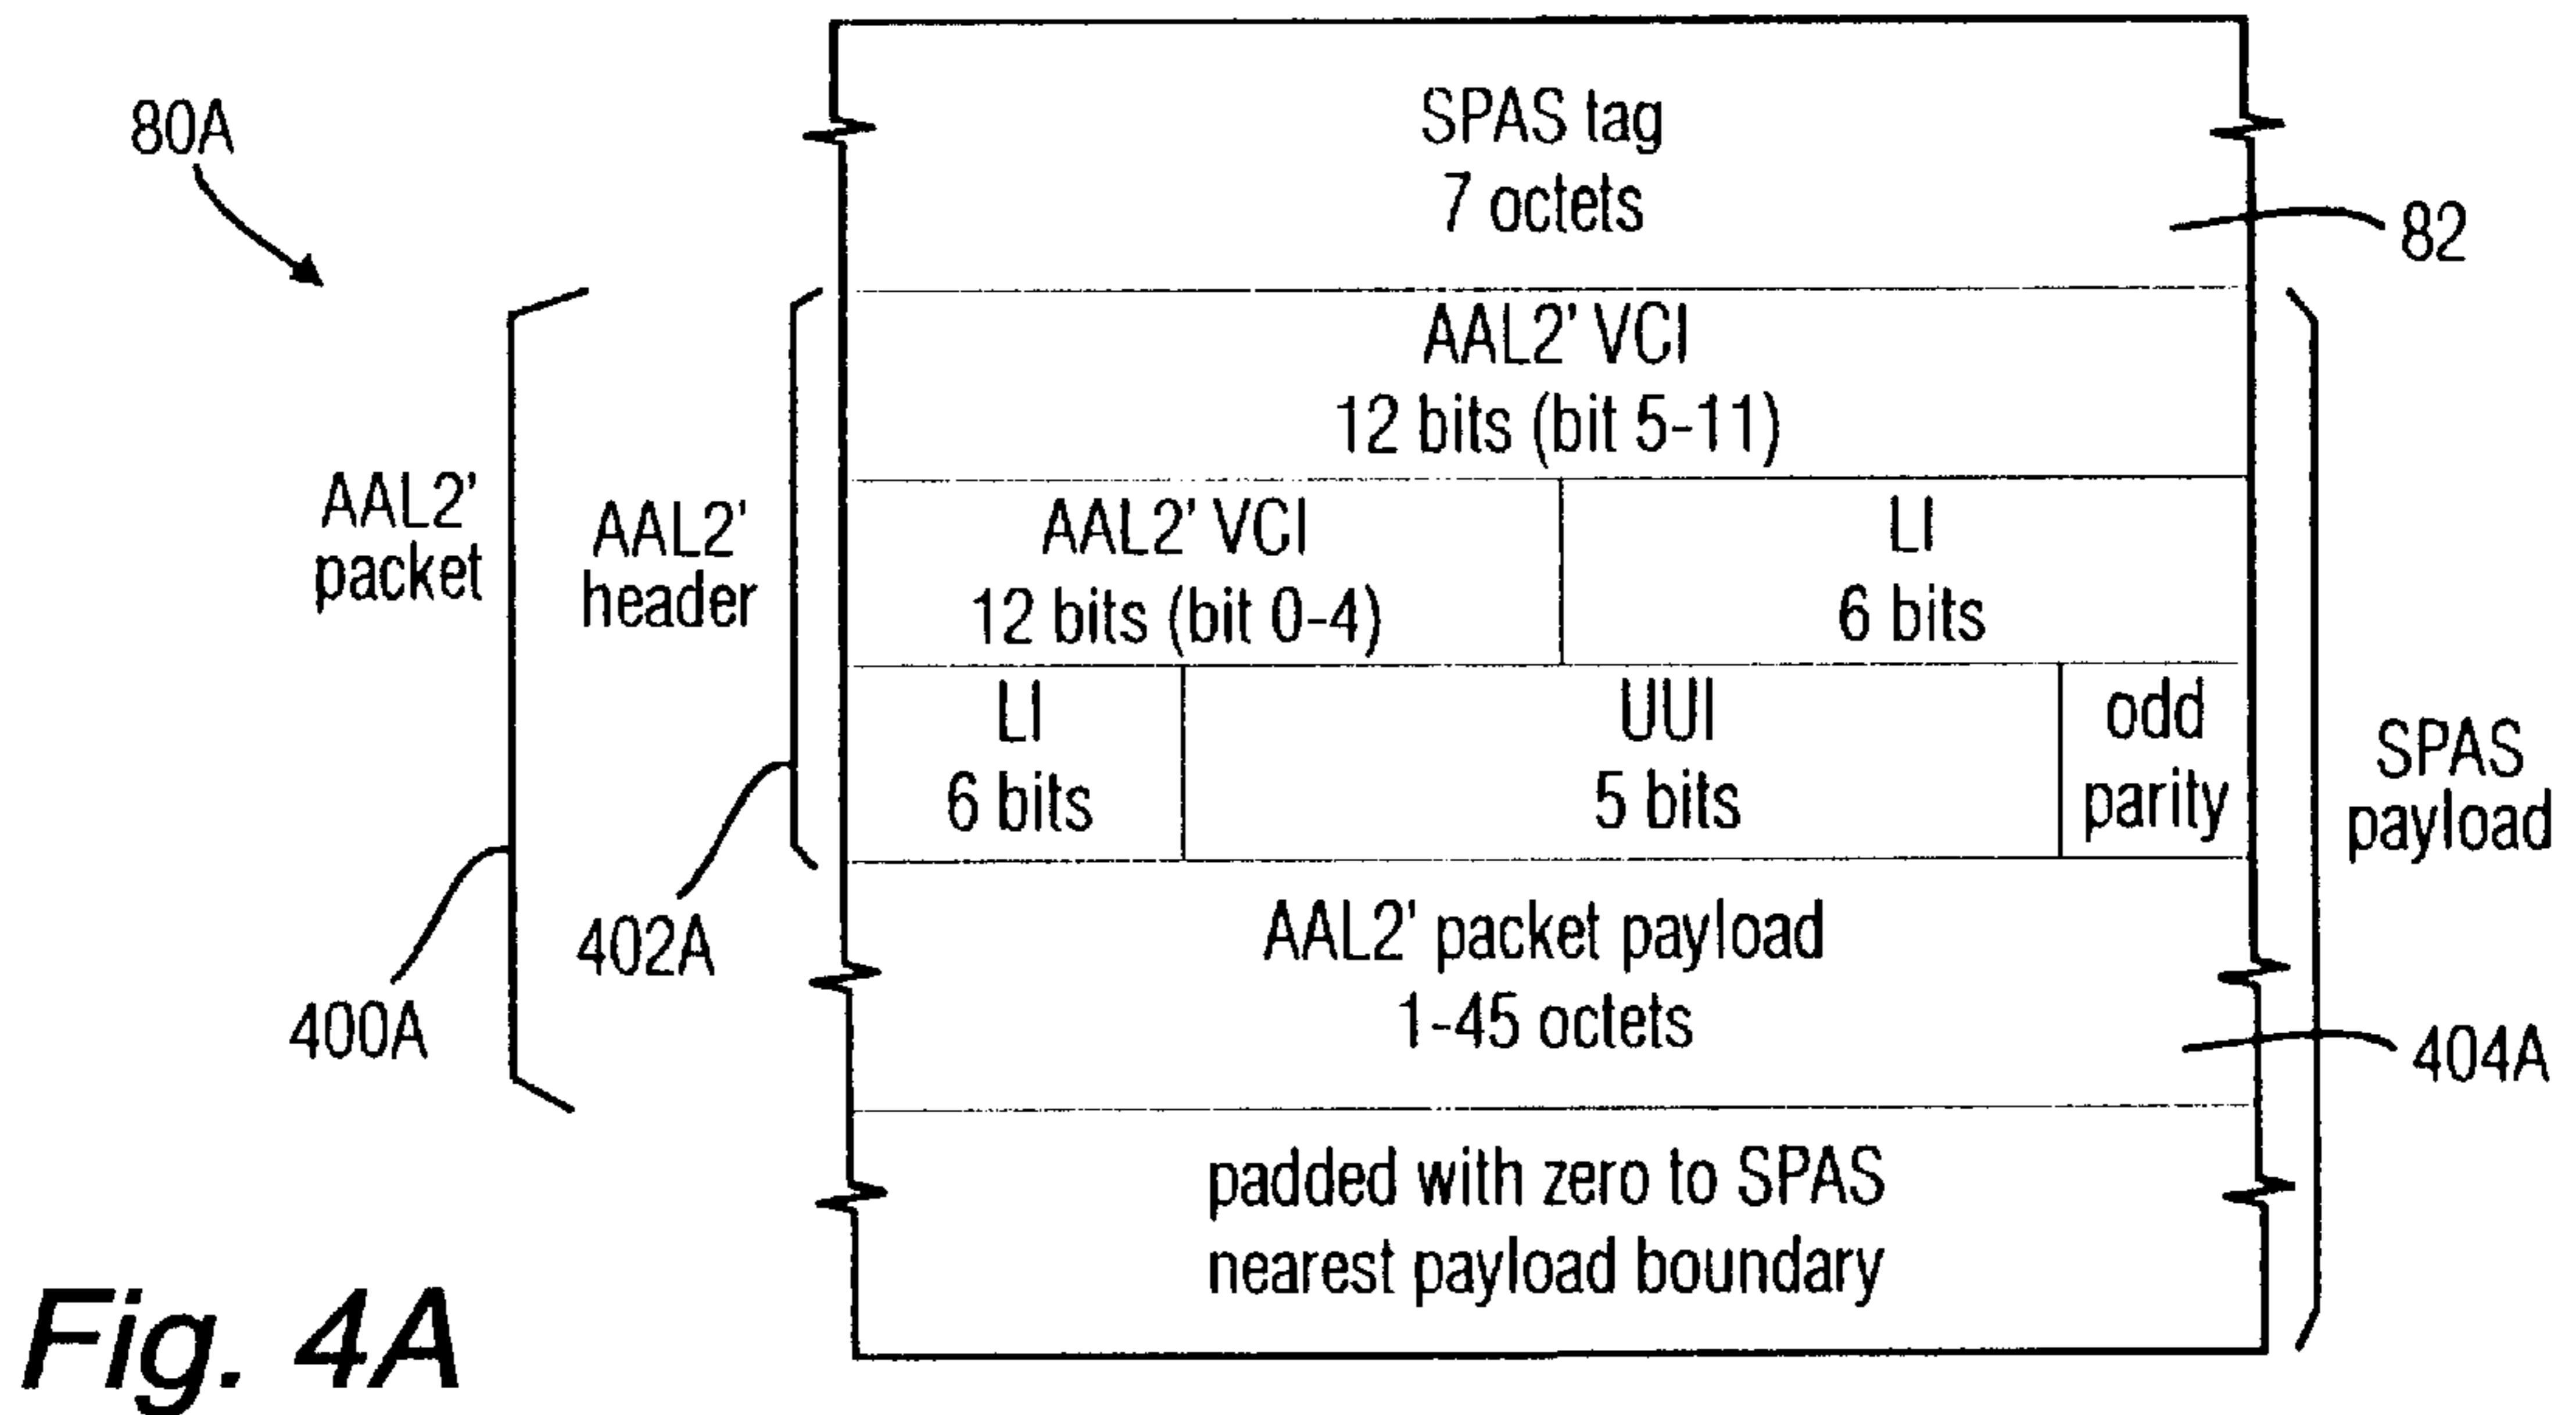 80A
SPAS tag
7 octets
82
AAL2' VCI
12 bits (bit 5-11)
AAL2'
packet
AAL2'
header
AAL2' VCI
12 bits (bit 0-4)
LI
6 bits
LI
6 bits
UUI
5 bits
odd
parity
SPAS
payload
402A
400A
AAL2' packet payload
1-45 octets
404A
padded with zero to SPAS
nearest payload boundary
Fig. 4A